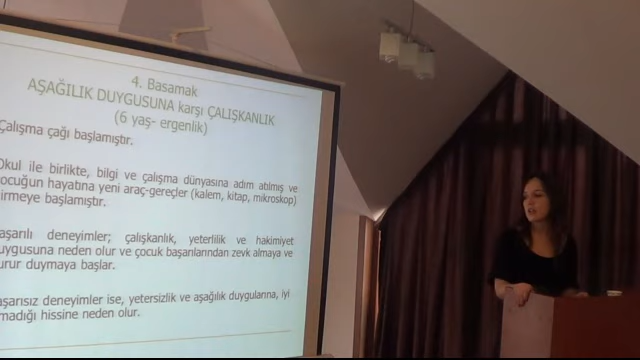 4. Basamak
AŞAĞILIK DUYGUSUNA karşı ÇALIŞKANLIK
(6 yaş- ergenlik)
Çalışma çağı başlamıştır.
Okul ile birlikte, bilgi ve çalışma dünyasına adım atılmış ve
çocuğun hayatına yeni araç-gereçler (kalem, kitap, mikroskop)
irmeye başlamıştır.
aşarılı deneyimler; çalışkanlık, yeterlilik ve hakimiyet
uygusuna neden olur ve çocuk başarılarından zevk almaya ve
urur duymaya başlar.
aşarısız deneyimler ise, yetersizlik ve aşağılık duygularına, iyi
madığı hissine neden olur.